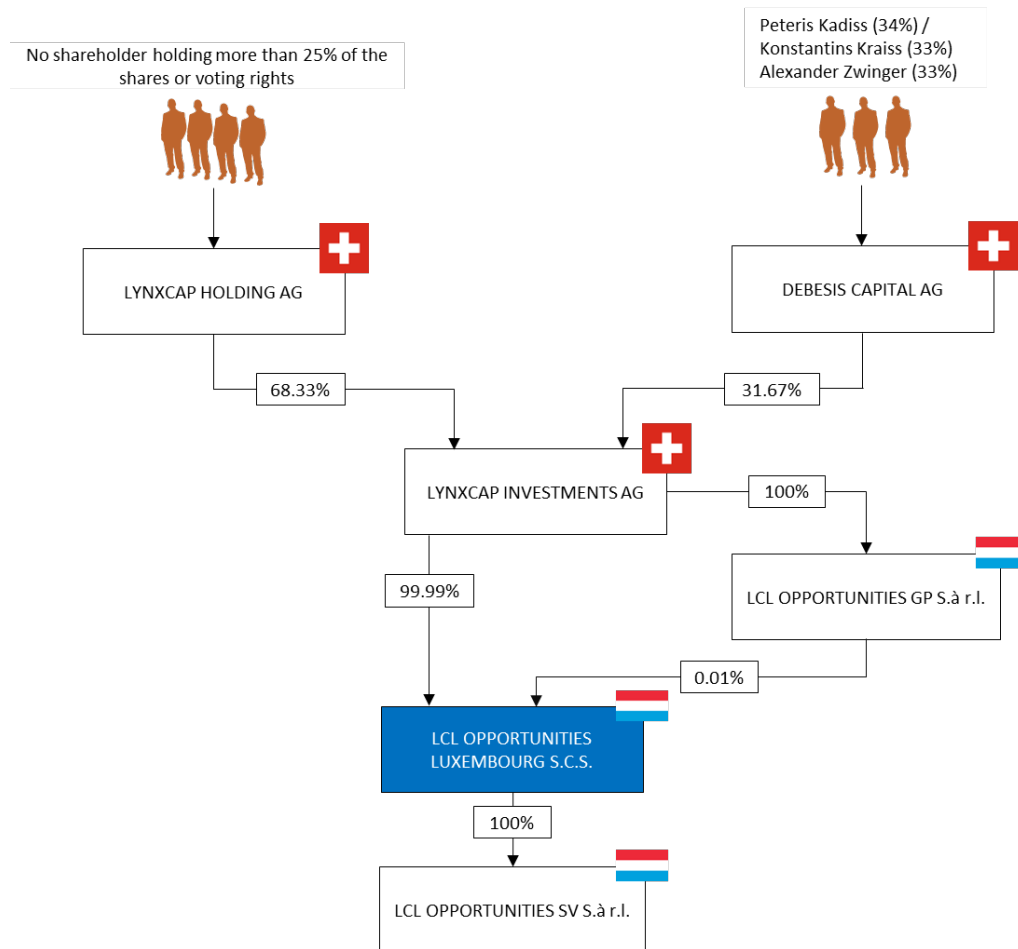 No shareholder holding more than 25% of the
shares or voting rights
Peteris Kadiss (34%) /
Konstantins Kraiss (33%)
Alexander Zwinger (33%)
LYNXCAP HOLDING AG
DEBESIS CAPITAL AG
68.33%
31.67%
LYNXCAP INVESTMENTS AG
100%
99.99%
LCL OPPORTUNITIES GP S.à r.l.
0.01%
LCL OPPORTUNITIES
LUXEMBOURG S.C.S.
100%
LCL OPPORTUNITIES SV S.à r.l.